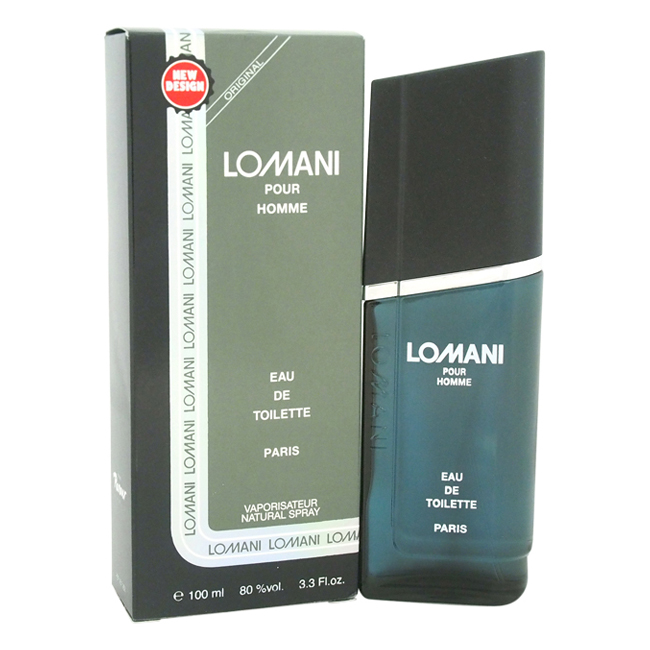 NEW
DESIGN
ORIGINAL
LOMANI
POUR
HOMME
EAU
DE
TOILETTE
PARIS
VAPORISATEUR
NATURAL SPRAY
LOMANI LOMANI LOMANI LOMANI LOMANI
LOMANI LOMANI LOMA
e 100 ml 80 %vol. 3.3 Fl.oz.
LOMANI
POUR
HOMME
EAU
DE
TOILETTE
PARIS
LOMANI